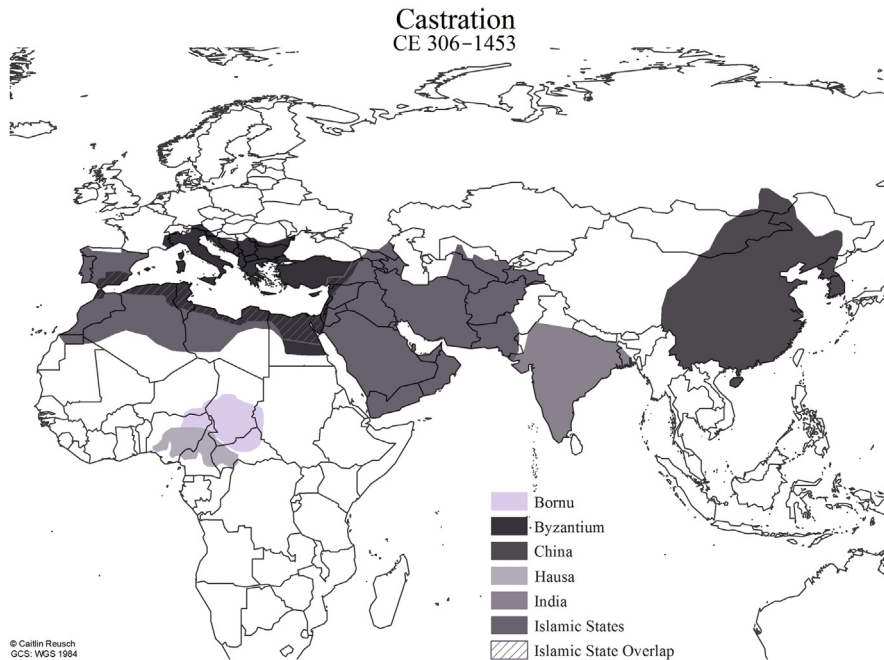 Castration
CE 306–1453
Bornu
Byzantium
China
Hausa
India
Islamic States
Islamic State Overlap
© Caitlin Reusch
GCS: WGS 1984